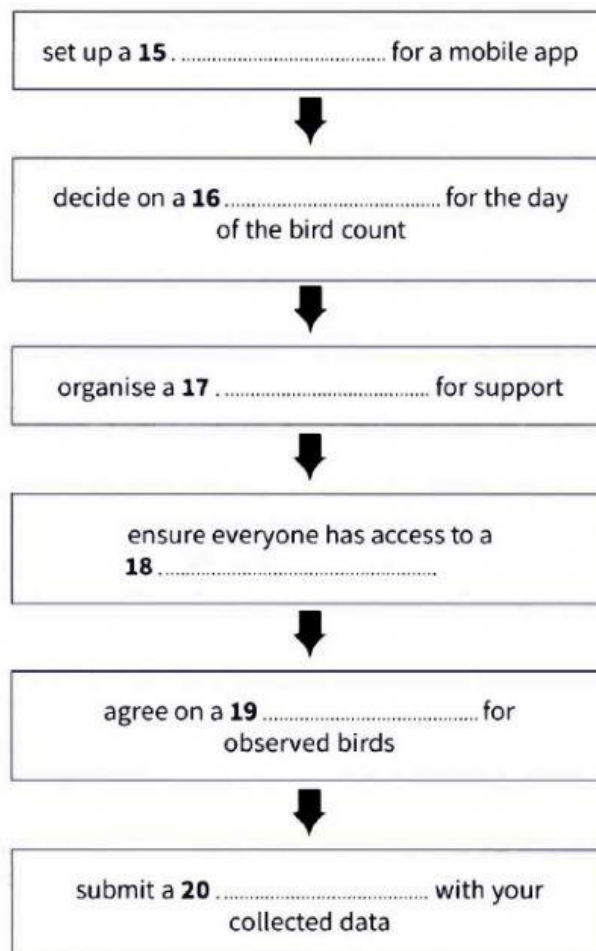 set up a 15 . ........................................ for a mobile app
decide on a 16 ........................................ for the day
of the bird count
organise a 17 . ........................................ for support
ensure everyone has access to a
18 ....................................................
agree on a 19 ........................................ for
observed birds
submit a 20 ........................................ with your
collected data